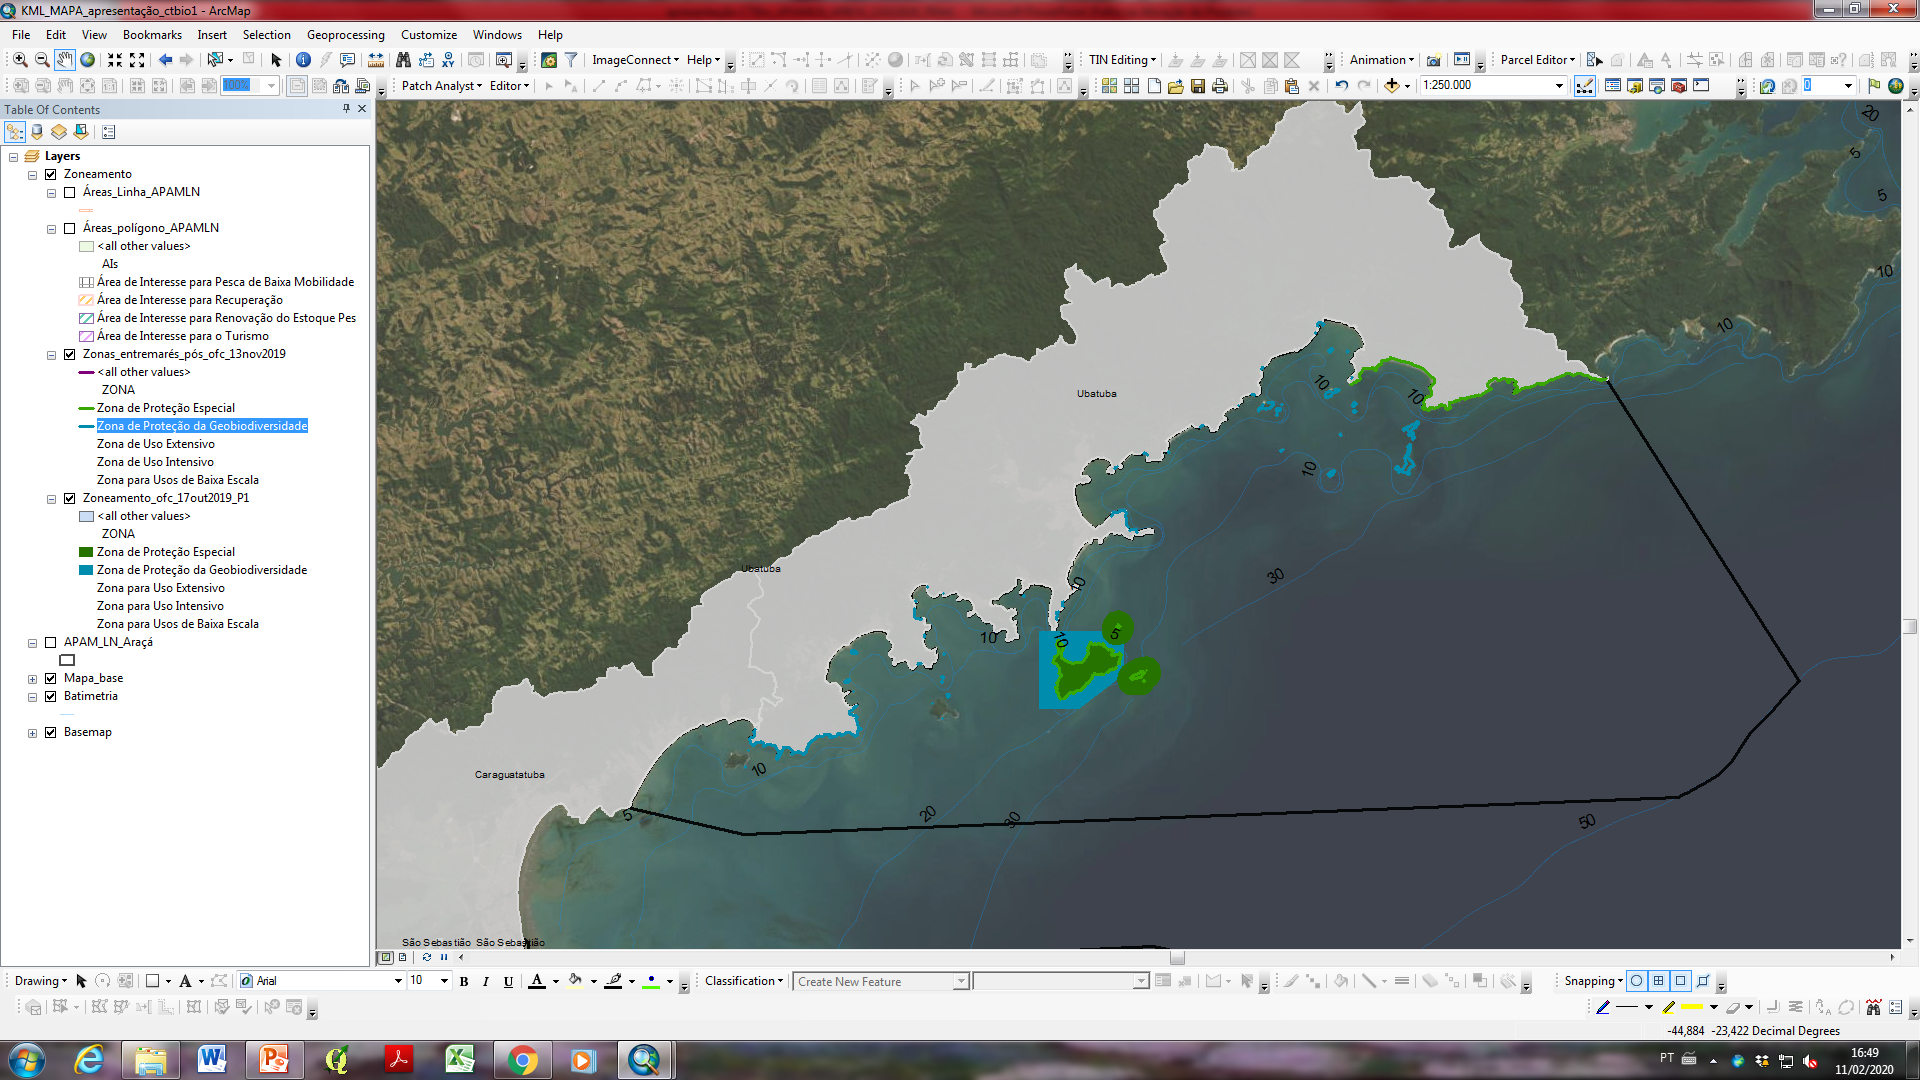 KML_MAPA_apresentação_ctbio1 - ArcMap
File Edit View Bookmarks Insert Selection Geoprocessing Customize Windows Help
ImageConnect Help TIN Editing Animation Parcel Editor
100% Patch Analyst Editor 1:250.000 0
Table Of Contents
Layers
Zoneamento
Áreas_Linha_APAMLN
Áreas_polígono_APAMLN
<all other values>
AIs
Área de Interesse para Pesca de Baixa Mobilidade
Área de Interesse para Recuperação
Área de Interesse para Renovação do Estoque Pes
Área de Interesse para o Turismo
Zonas_entremarés_pós_ofc_13nov2019
<all other values>
ZONA
Zona de Proteção Especial
Zona de Proteção da Geobiodiversidade
Zona de Uso Extensivo
Zona de Uso Intensivo
Zona para Usos de Baixa Escala
Zoneamento_ofc_17out2019_P1
<all other values>
ZONA
Zona de Proteção Especial
Zona de Proteção da Geobiodiversidade
Zona para Uso Extensivo
Zona para Uso Intensivo
Zona para Usos de Baixa Escala
APAM_LN_Araçá
Mapa_base
Batimetria
Basemap
20
5
5
10
10
10
10
Ubatuba
10
30
Ubatuba
10
5
10
10
10
Caraguatatuba
5
20
30
50
São Sebastião São Sebastião
Drawing A Arial 10 B I U A Classification Create New Feature Snapping
-44,884 -23,422 Decimal Degrees
PT 16:49
11/02/2020